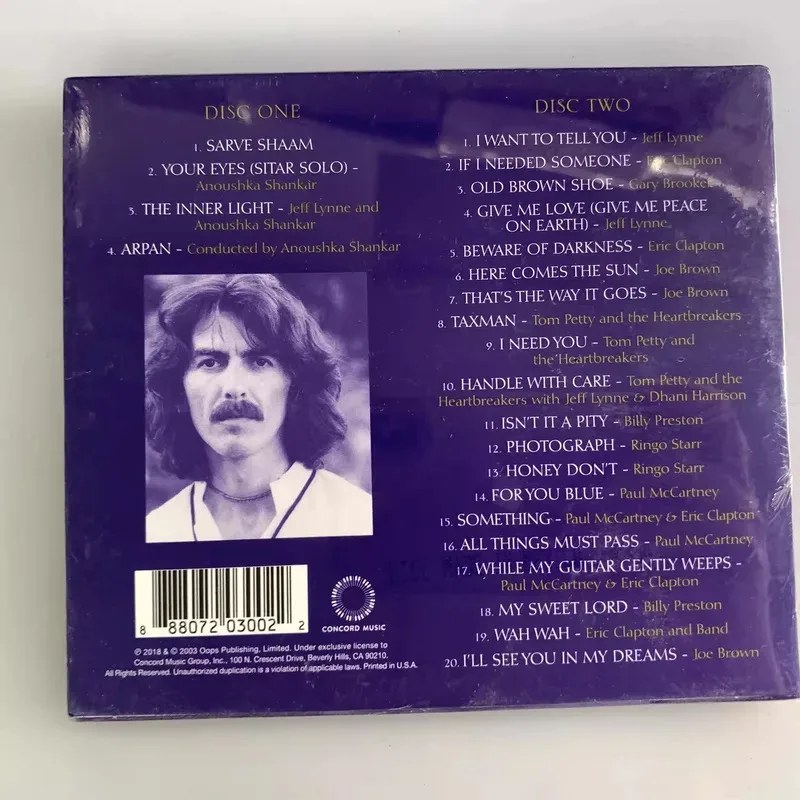 DISC ONE
1. SARVE SHAAM
2. YOUR EYES (SITAR SOLO) –
Anoushka Shankar
3. THE INNER LIGHT – Jeff Lynne and
Anoushka Shankar
4. ARPAN – Conducted by Anoushka Shankar
DISC TWO
1. I WANT TO TELL YOU – Jeff Lynne
2. IF I NEEDED SOMEONE – Eric Clapton
3. OLD BROWN SHOE – Gary Brooker
4. GIVE ME LOVE (GIVE ME PEACE
ON EARTH) – Jeff Lynne
5. BEWARE OF DARKNESS – Eric Clapton
6. HERE COMES THE SUN – Joe Brown
7. THAT'S THE WAY IT GOES – Joe Brown
8. TAXMAN – Tom Petty and the Heartbreakers
9. I NEED YOU – Tom Petty and
the Heartbreakers
10. HANDLE WITH CARE – Tom Petty and the
Heartbreakers with Jeff Lynne & Dhani Harrison
11. ISN'T IT A PITY – Billy Preston
12. PHOTOGRAPH – Ringo Starr
13. HONEY DON'T – Ringo Starr
14. FOR YOU BLUE – Paul McCartney
15. SOMETHING – Paul McCartney & Eric Clapton
16. ALL THINGS MUST PASS – Paul McCartney
17. WHILE MY GUITAR GENTLY WEEPS –
Paul McCartney & Eric Clapton
18. MY SWEET LORD – Billy Preston
19. WAH WAH – Eric Clapton and Band
20. I'LL SEE YOU IN MY DREAMS – Joe Brown
8 88072 03002 2
CONCORD MUSIC
℗ 2018 & © 2003 Oops Publishing, Limited. Under exclusive license to
Concord Music Group, Inc., 100 N. Crescent Drive, Beverly Hills, CA 90210.
All Rights Reserved. Unauthorized duplication is a violation of applicable laws. Printed in U.S.A.